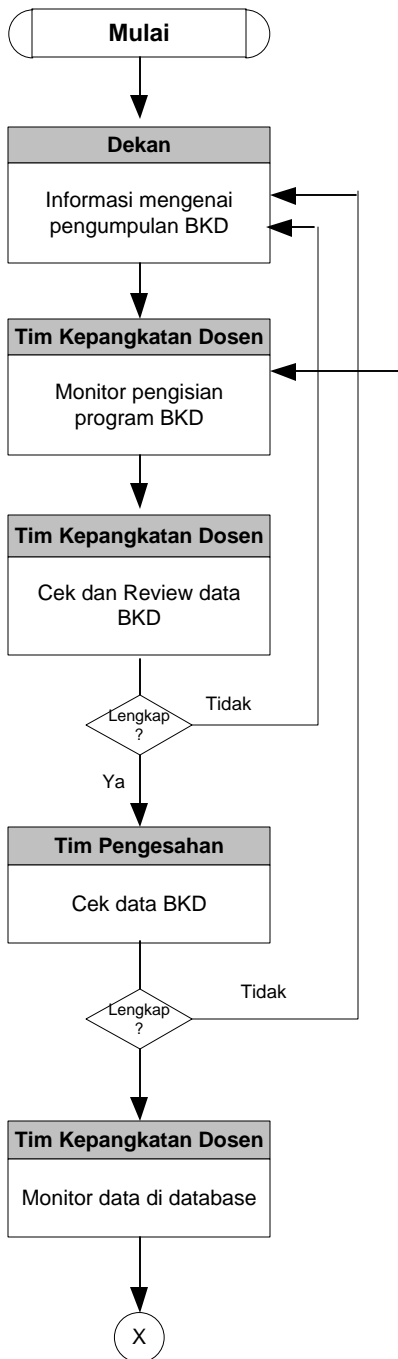 Mulai
Dekan
Informasi mengenai
pengumpulan BKD
Tim Kepangkatan Dosen
Monitor pengisian
program BKD
Tim Kepangkatan Dosen
Cek dan Review data
BKD
Lengkap
?
Tidak
Ya
Tim Pengesahan
Cek data BKD
Lengkap
?
Tidak
Tim Kepangkatan Dosen
Monitor data di database
X